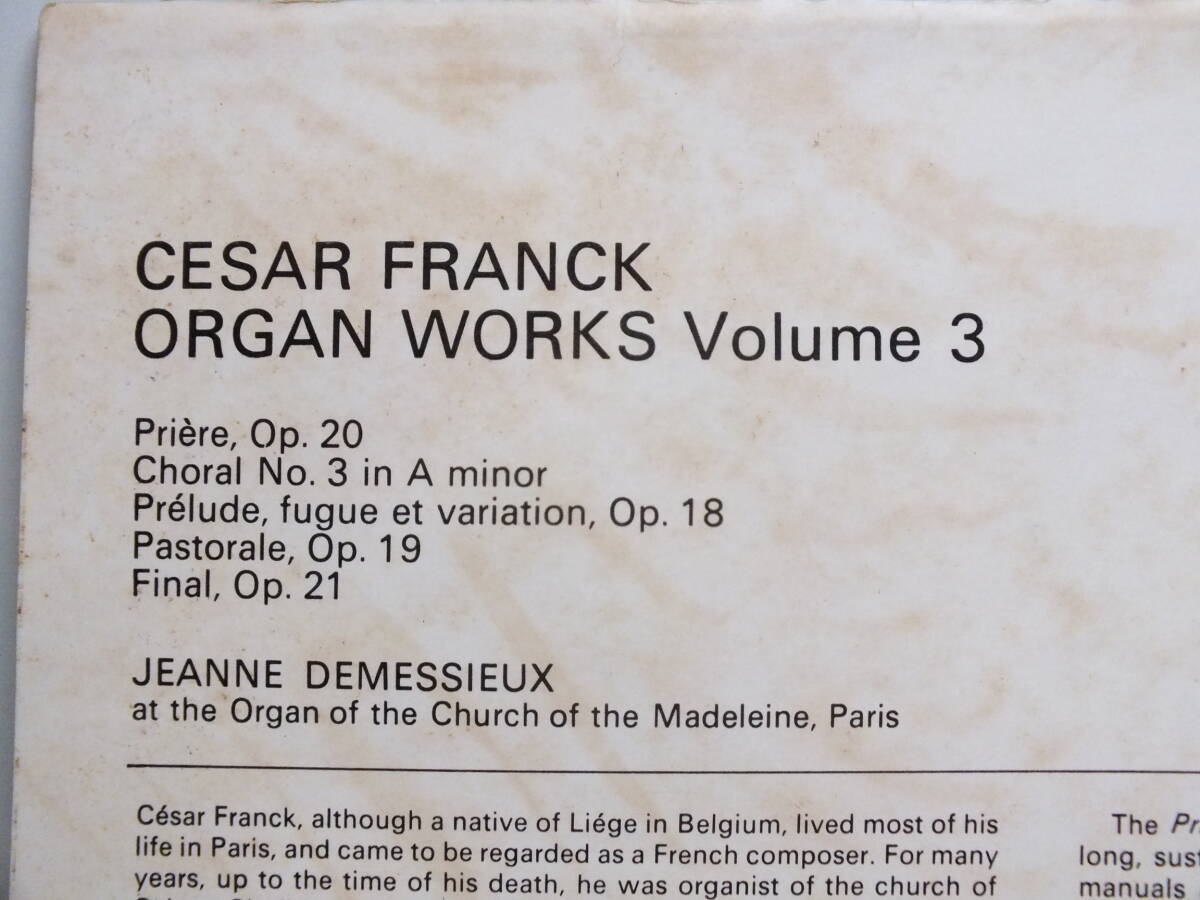 CESAR FRANCK
ORGAN WORKS Volume 3
Prière, Op. 20
Choral No. 3 in A minor
Prélude, fugue et variation, Op. 18
Pastorale, Op. 19
Final, Op. 21
JEANNE DEMESSIEUX
at the Organ of the Church of the Madeleine, Paris
César Franck, although a native of Liége in Belgium, lived most of his
life in Paris, and came to be regarded as a French composer. For many
years, up to the time of his death, he was organist of the church of
The Pr
long, sust
manuals